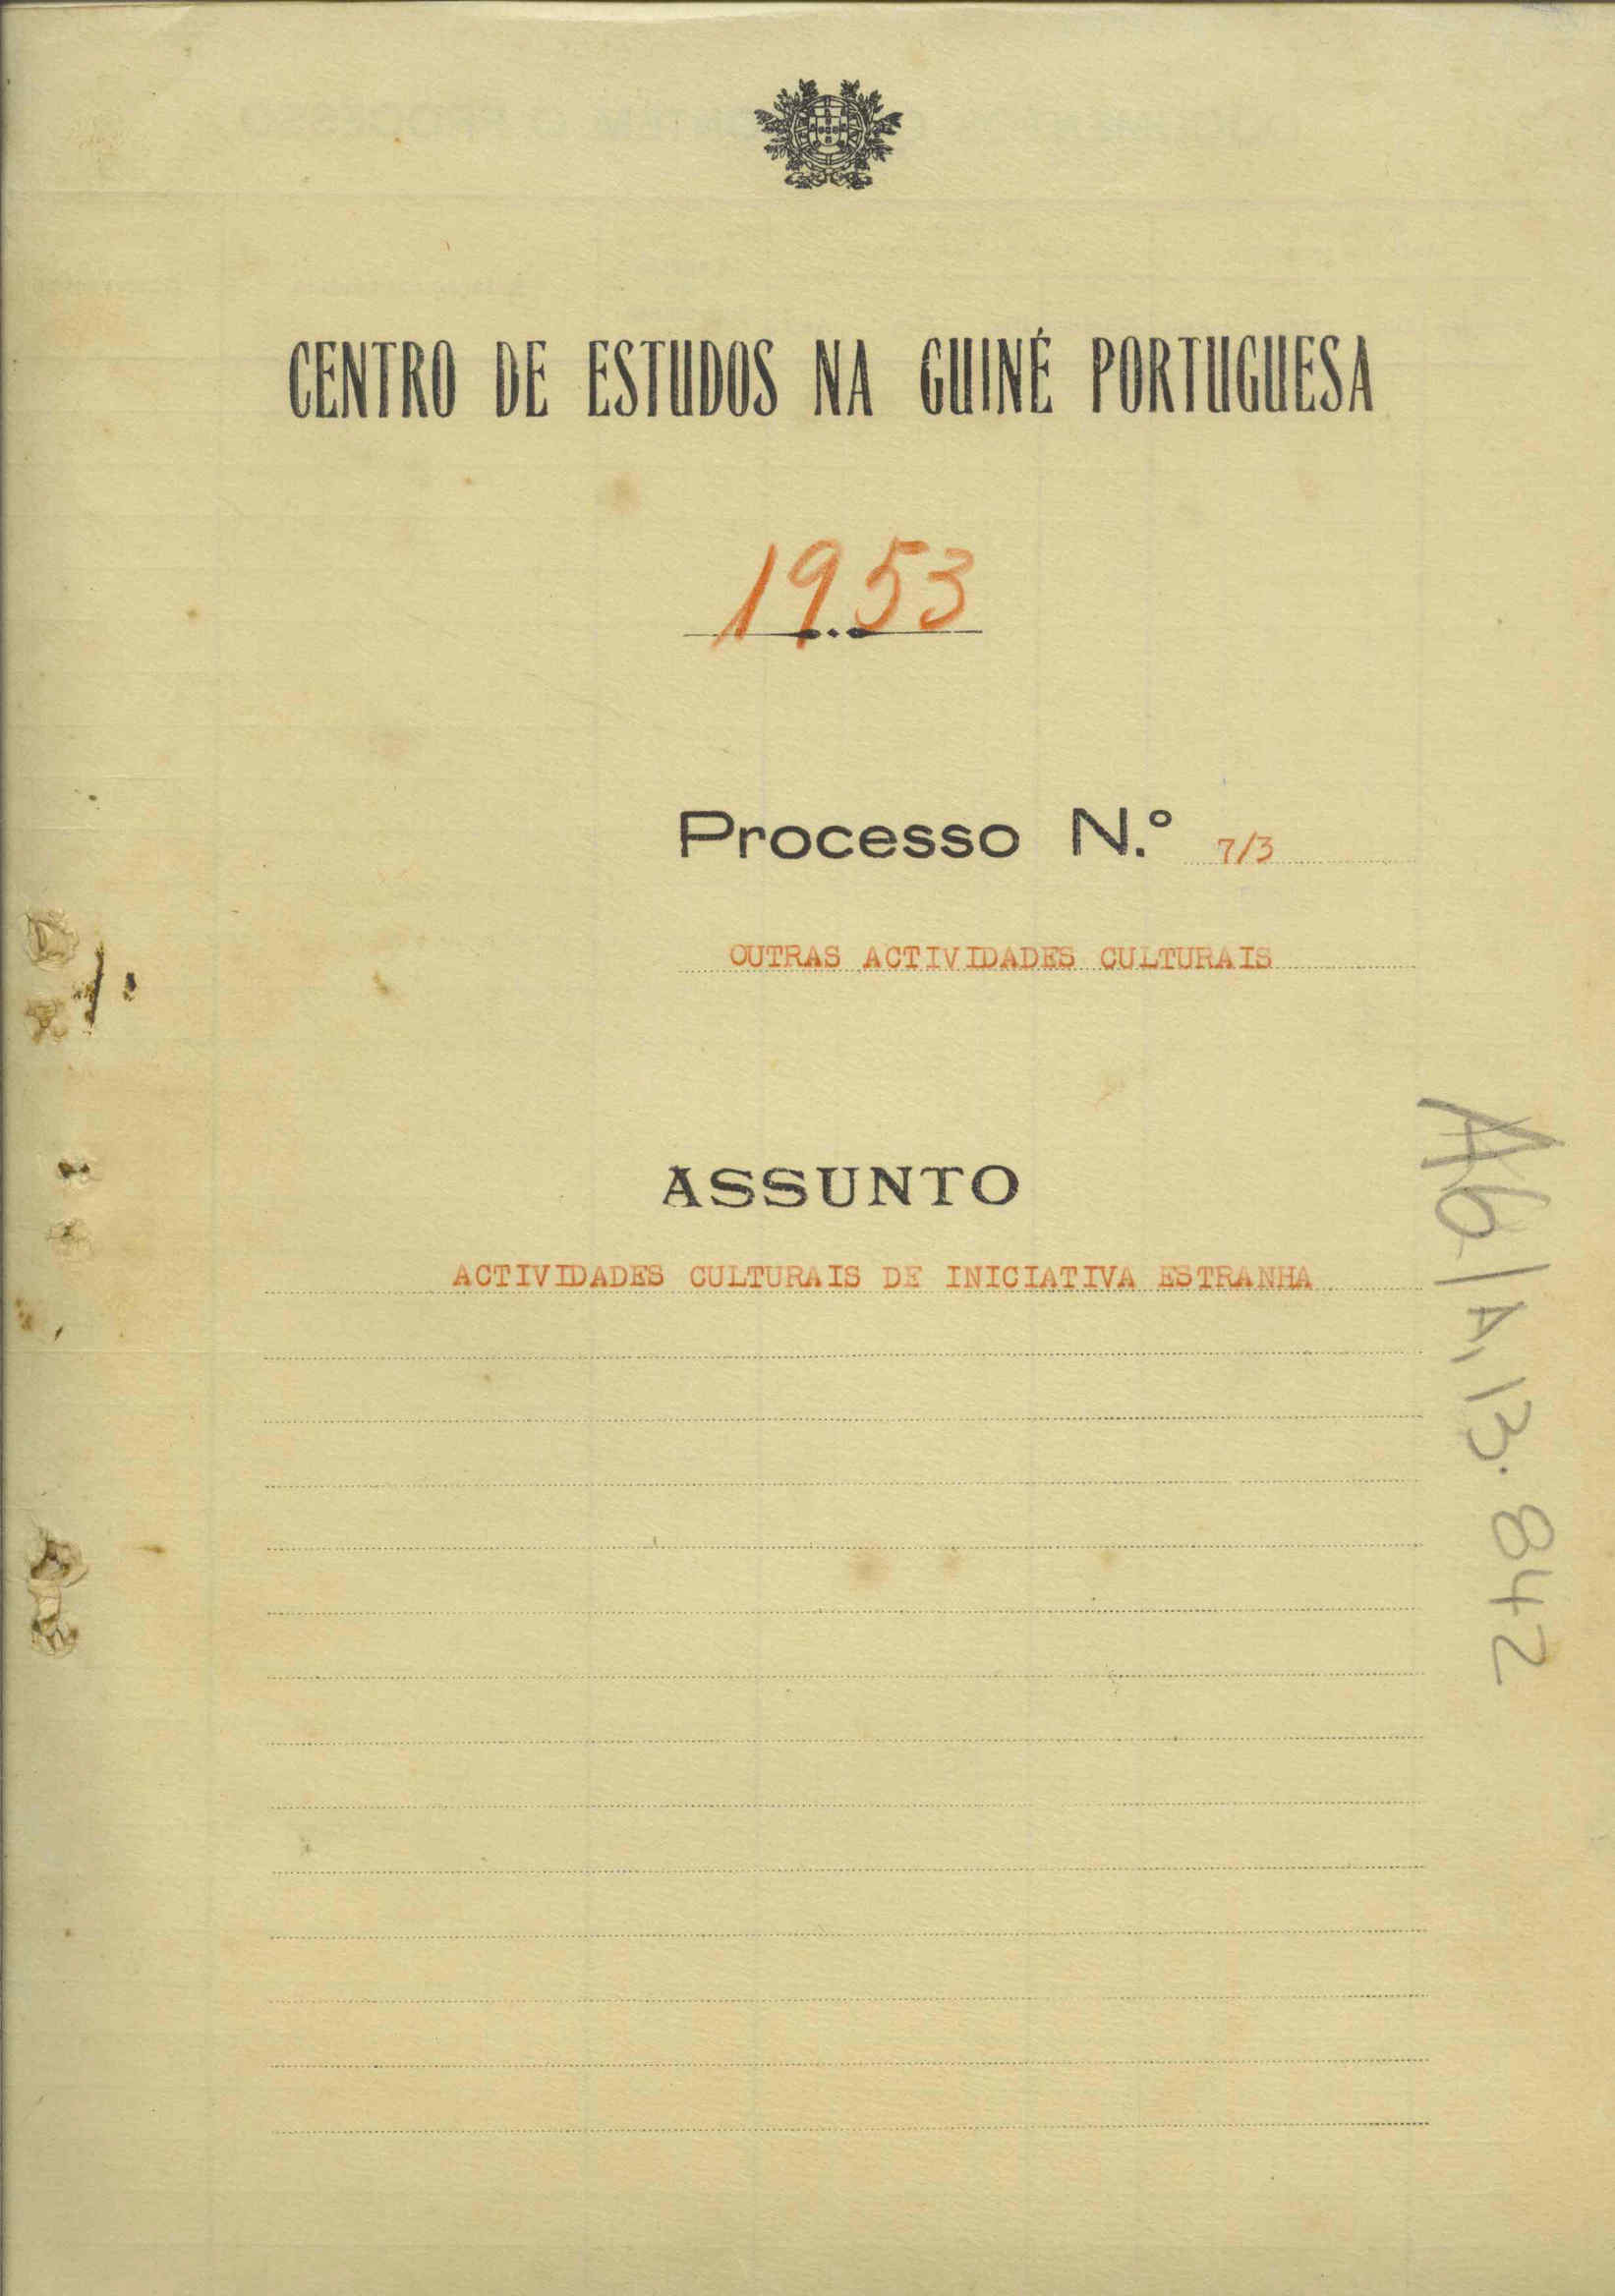 CENTRO DE ESTUDOS NA GUINÉ PORTUGUESA
1953
Processo N.º 7/3
OUTRAS ACTIVIDADES CULTURAIS
ASSUNTO
ACTIVIDADES CULTURAIS DE INICIATIVA ESTRANHA
A6/A1,13.842